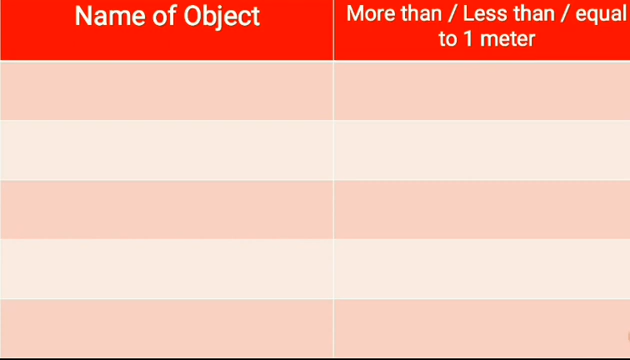 Name of Object
More than / Less than / equal
to 1 meter